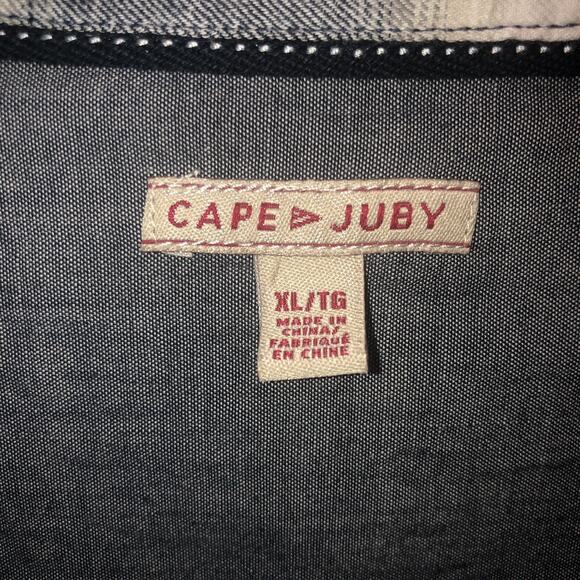 CAPE JUBY
XL/TG
MADE IN
CHINA/
FABRIQUÉ
EN CHINE